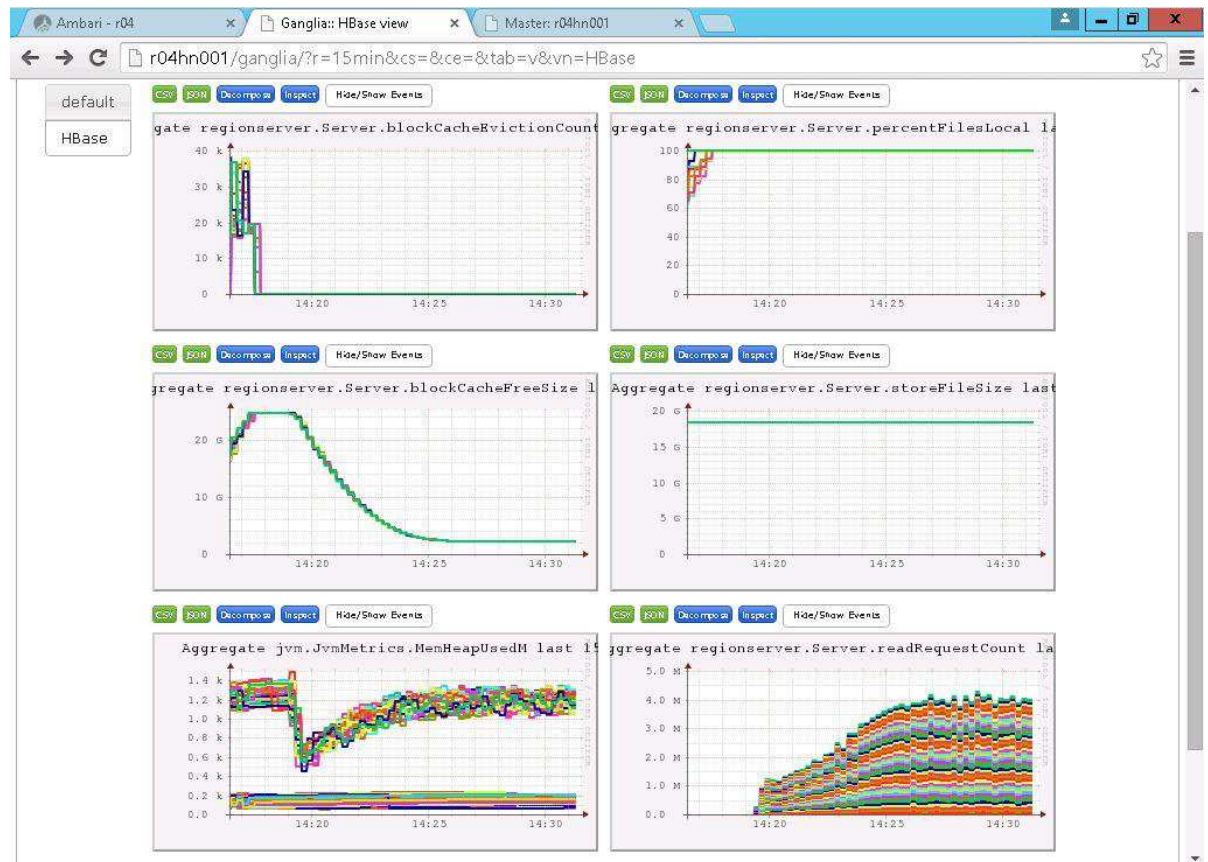 Ambari - r04
Ganglia:: HBase view
Master: r04hn001
r04hn001/ganglia/?r=15min&cs=&ce=&tab=v&vn=HBase
default
HBase
CSV JSON Decompose Inspect Hide/Show Events
gate regionserver.Server.blockCacheEvictionCount
40 k
30 k
20 k
10 k
0
14:20 14:25 14:30
CSV JSON Decompose Inspect Hide/Show Events
gregate regionserver.Server.percentFilesLocal la
100
80
60
40
20
0
14:20 14:25 14:30
CSV JSON Decompose Inspect Hide/Show Events
gregate regionserver.Server.blockCacheFreeSize l
20 G
10 G
0
14:20 14:25 14:30
CSV JSON Decompose Inspect Hide/Show Events
Aggregate regionserver.Server.storeFileSize last
20 G
15 G
10 G
5 G
0
14:20 14:25 14:30
CSV JSON Decompose Inspect Hide/Show Events
Aggregate jvm.JvmMetrics.MemHeapUsedM last 15
1.4 k
1.2 k
1.0 k
0.8 k
0.6 k
0.4 k
0.2 k
0.0
14:20 14:25 14:30
CSV JSON Decompose Inspect Hide/Show Events
ggregate regionserver.Server.readRequestCount la
5.0 M
4.0 M
3.0 M
2.0 M
1.0 M
0.0
14:20 14:25 14:30